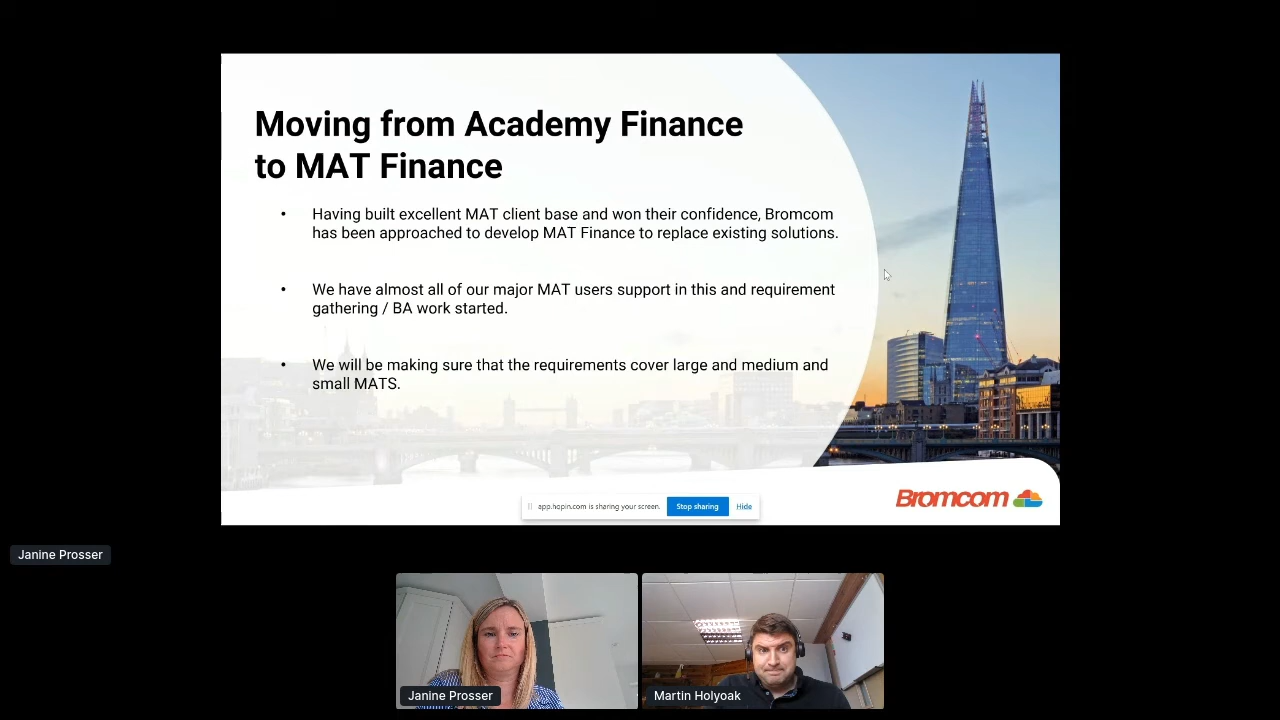 Moving from Academy Finance
to MAT Finance
• Having built excellent MAT client base and won their confidence, Bromcom
has been approached to develop MAT Finance to replace existing solutions.
• We have almost all of our major MAT users support in this and requirement
gathering / BA work started.
• We will be making sure that the requirements cover large and medium and
small MATS.
app.hopin.com is sharing your screen. Stop sharing Hide
Bromcom
Janine Prosser
Janine Prosser
Martin Holyoak